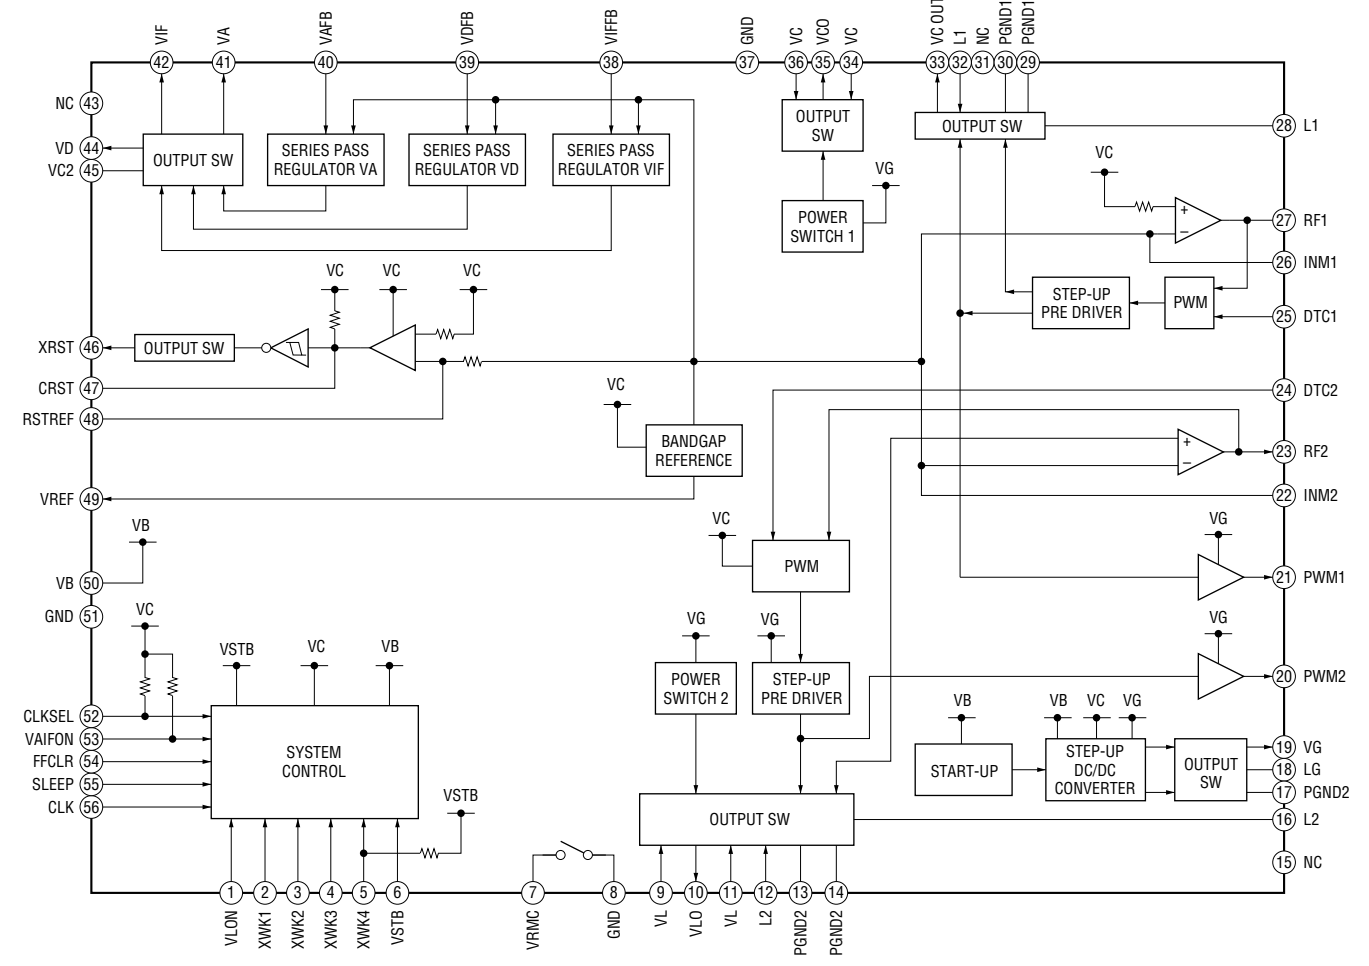 VIF
VA
VAFB
VDFB
VIFFB
GND
VC
VCO
VC
VC OUT
L1
NC
PGND1
PGND1
42
41
40
39
38
37
36
35
34
33
32
31
30
29
NC 43
VD 44
VC2 45
OUTPUT SW
SERIES PASS
REGULATOR VA
SERIES PASS
REGULATOR VD
SERIES PASS
REGULATOR VIF
OUTPUT
SW
OUTPUT SW
28 L1
VG
POWER
SWITCH 1
VC
+
−
27 RF1
26 INM1
VC
VC
VC
STEP-UP
PRE DRIVER
PWM
25 DTC1
XRST 46
OUTPUT SW
CRST 47
RSTREF 48
VC
BANDGAP
REFERENCE
24 DTC2
+
−
23 RF2
VREF 49
22 INM2
VB
VB 50
VC
PWM
VG
21 PWM1
GND 51
VC
VSTB
VC
VB
VG
POWER
SWITCH 2
VG
STEP-UP
PRE DRIVER
VG
20 PWM2
CLKSEL 52
VAIFON 53
FFCLR 54
SLEEP 55
CLK 56
SYSTEM
CONTROL
VB
START-UP
VB
VC
VG
STEP-UP
DC/DC
CONVERTER
OUTPUT
SW
19 VG
18 LG
17 PGND2
VSTB
OUTPUT SW
16 L2
15 NC
1
2
3
4
5
6
7
8
9
10
11
12
13
14
VLON
XWK1
XWK2
XWK3
XWK4
VSTB
VRMC
GND
VL
VLO
VL
L2
PGND2
PGND2